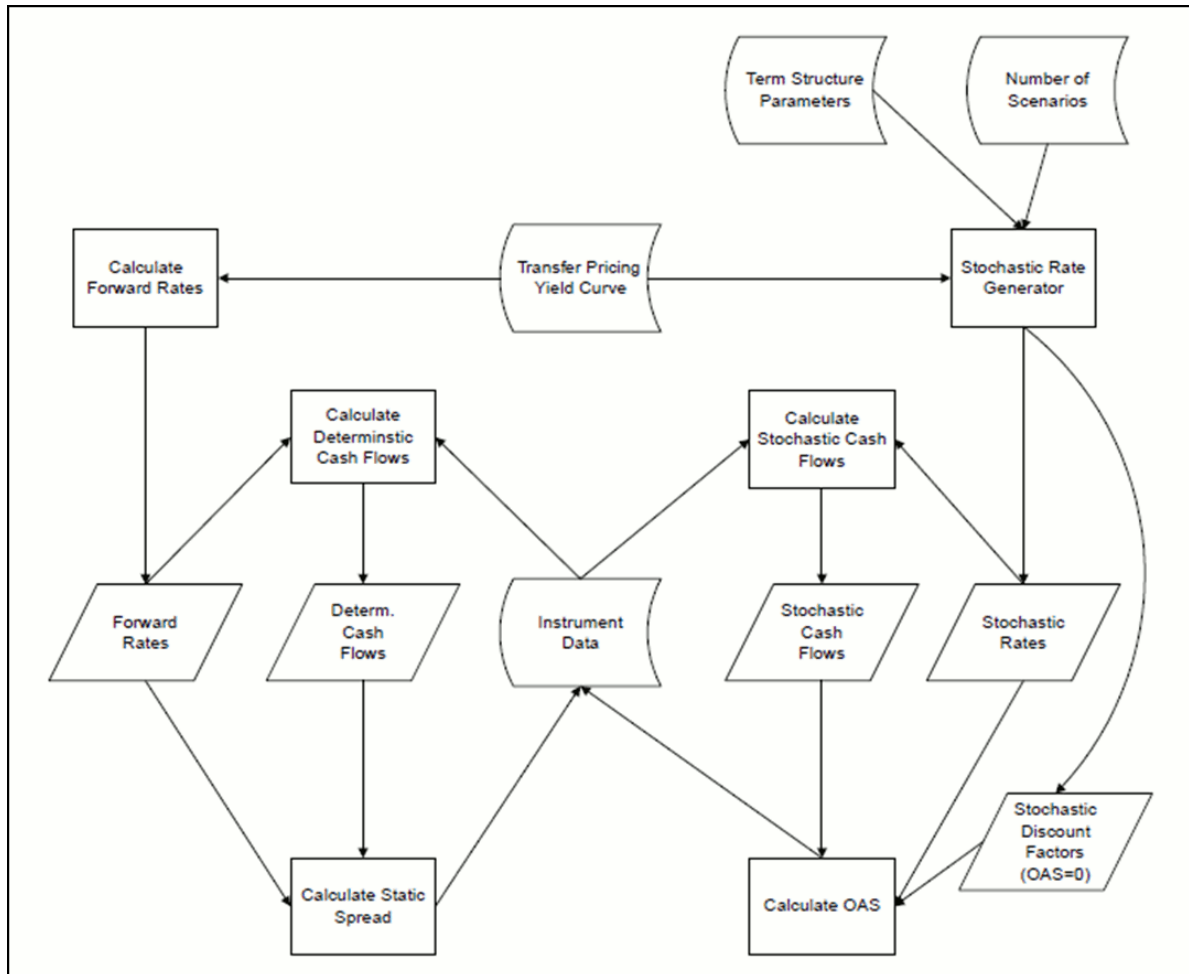 Term Structure
Parameters
Number of
Scenarios
Calculate
Forward Rates
Transfer Pricing
Yield Curve
Stochastic Rate
Generator
Calculate
Determinstic
Cash Flows
Calculate
Stochastic Cash
Flows
Forward
Rates
Determ.
Cash
Flows
Instrument
Data
Stochastic
Cash
Flows
Stochastic
Rates
Stochastic
Discount
Factors
(OAS=0)
Calculate Static
Spread
Calculate OAS